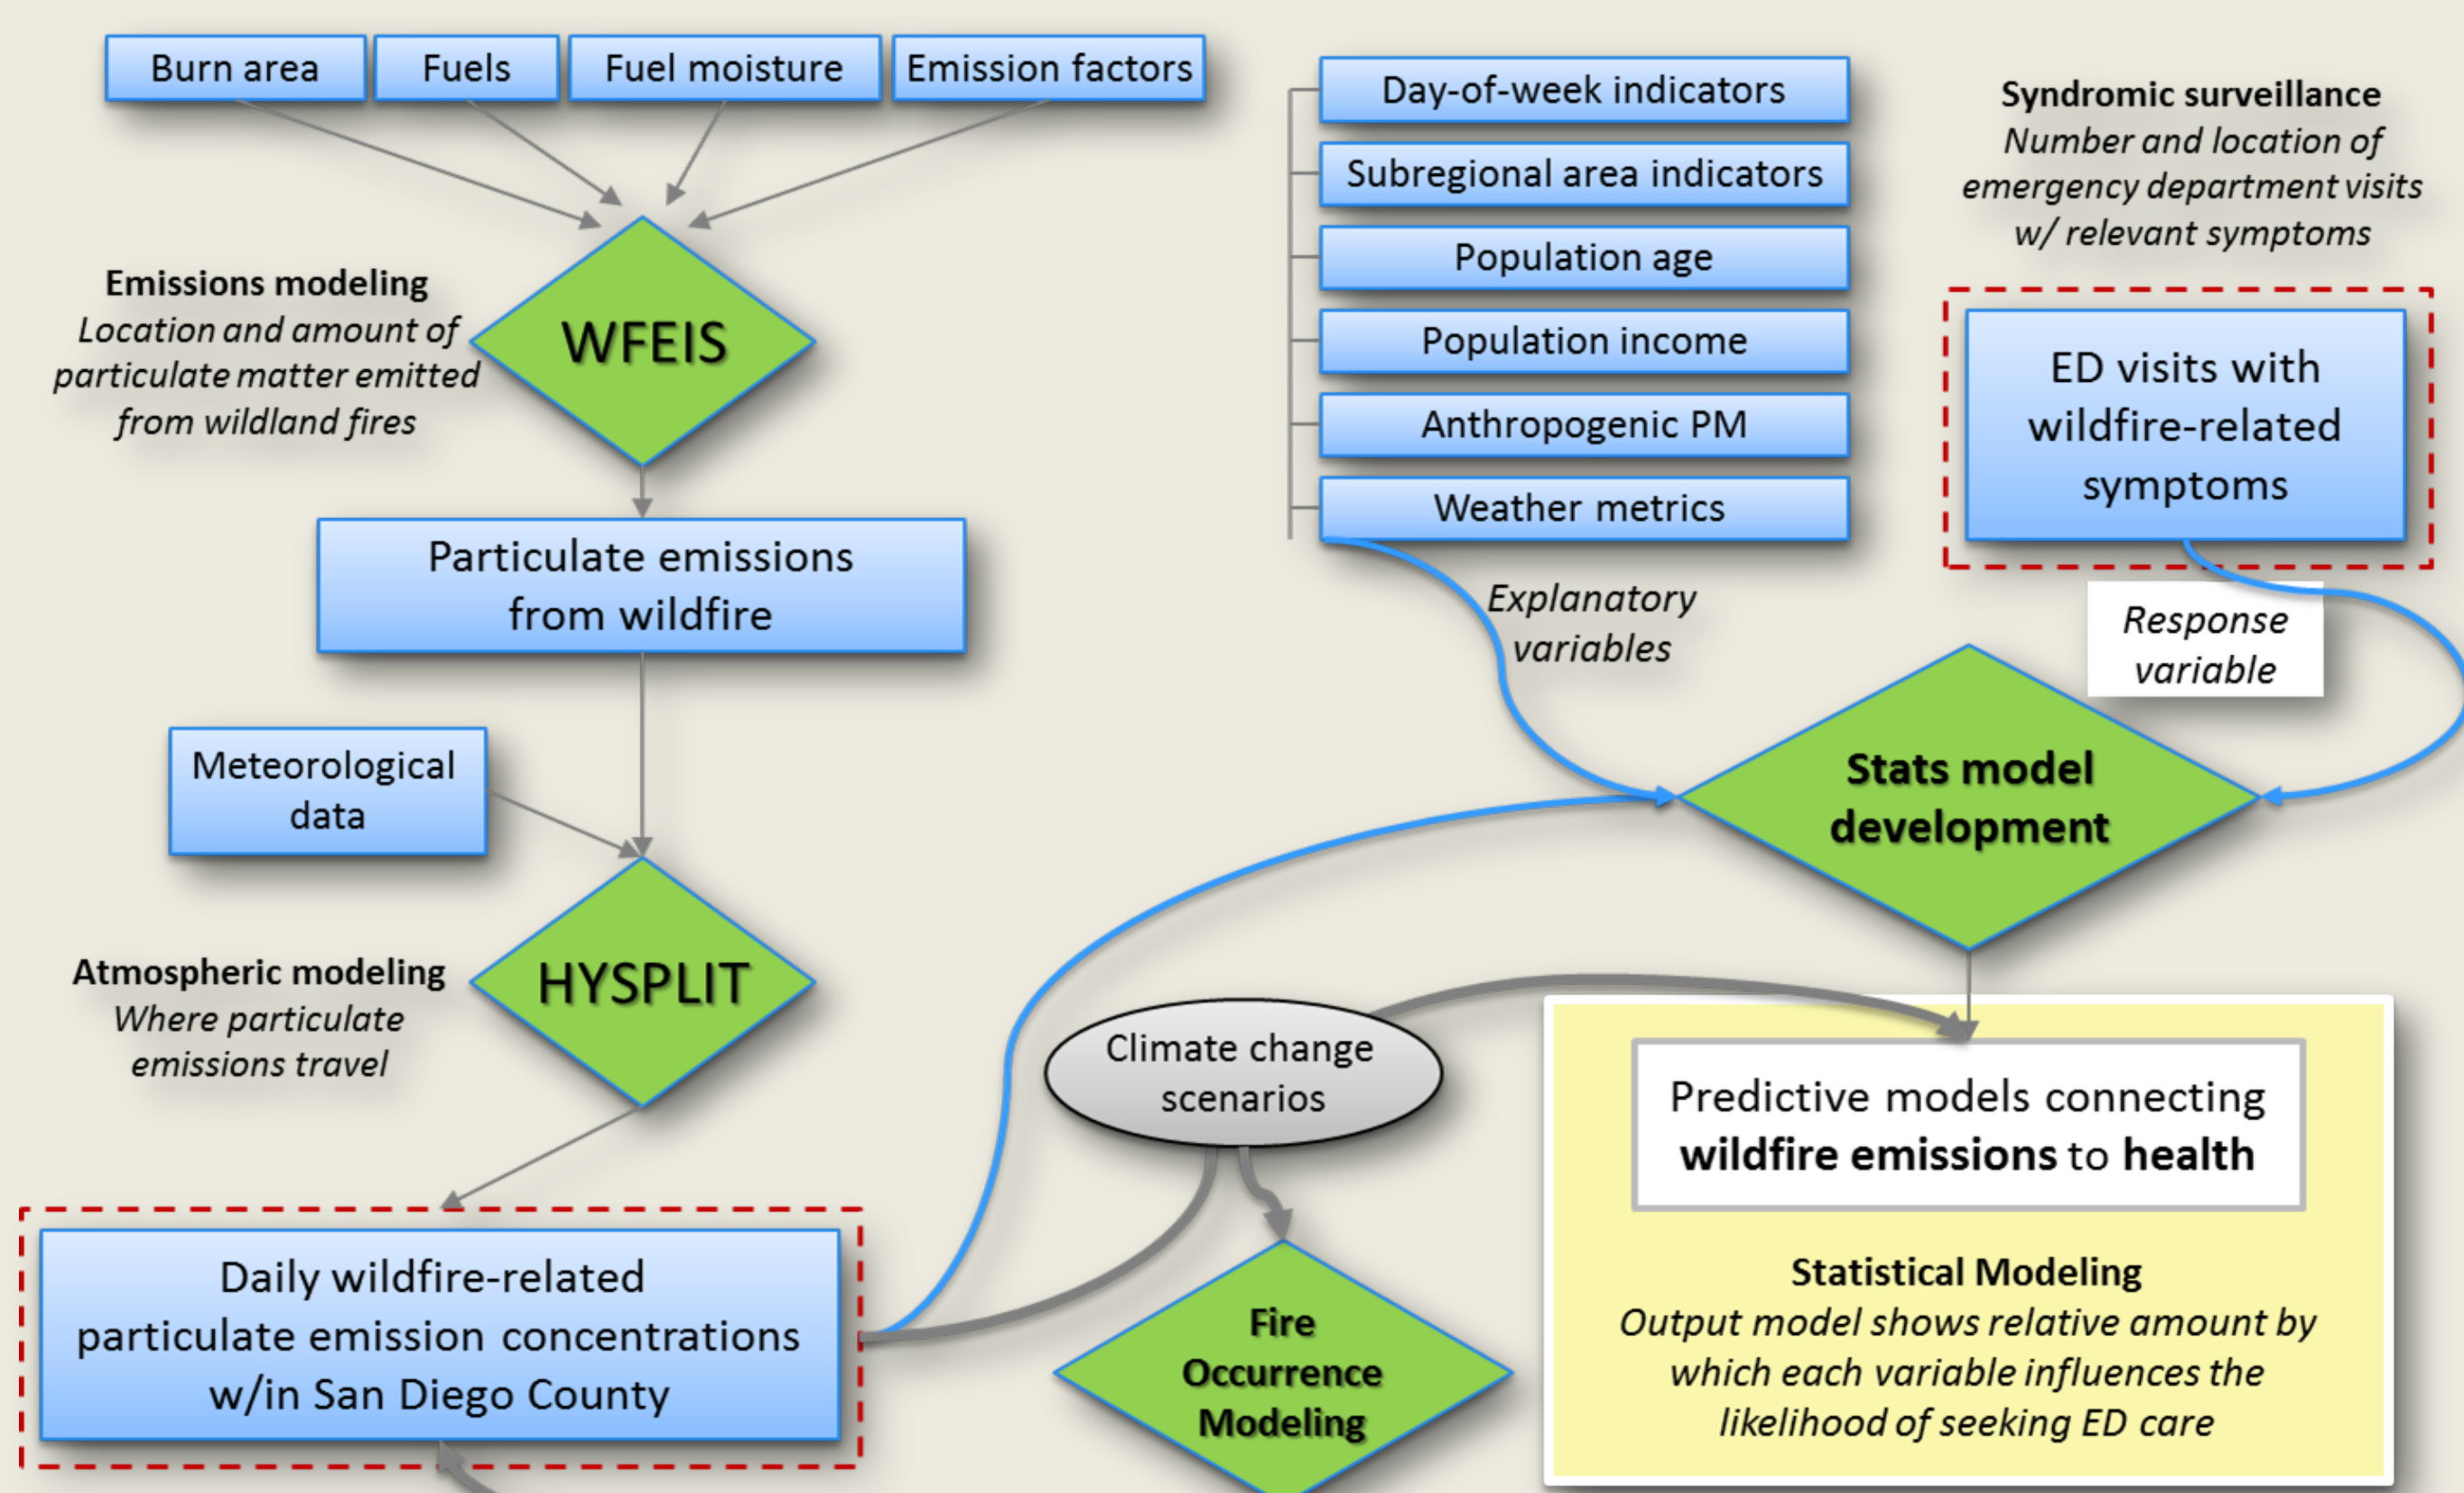 Burn area
Fuels
Fuel moisture
Emission factors
Emissions modeling
Location and amount of
particulate matter emitted
from wildland fires
WFEIS
Particulate emissions
from wildfire
Meteorological
data
Atmospheric modeling
Where particulate
emissions travel
HYSPLIT
Daily wildfire-related
particulate emission concentrations
w/in San Diego County
Day-of-week indicators
Subregional area indicators
Population age
Population income
Anthropogenic PM
Weather metrics
Explanatory
variables
Syndromic surveillance
Number and location of
emergency department visits
w/ relevant symptoms
ED visits with
wildfire-related
symptoms
Response
variable
Stats model
development
Climate change
scenarios
Fire
Occurrence
Modeling
Predictive models connecting
wildfire emissions to health
Statistical Modeling
Output model shows relative amount by
which each variable influences the
likelihood of seeking ED care